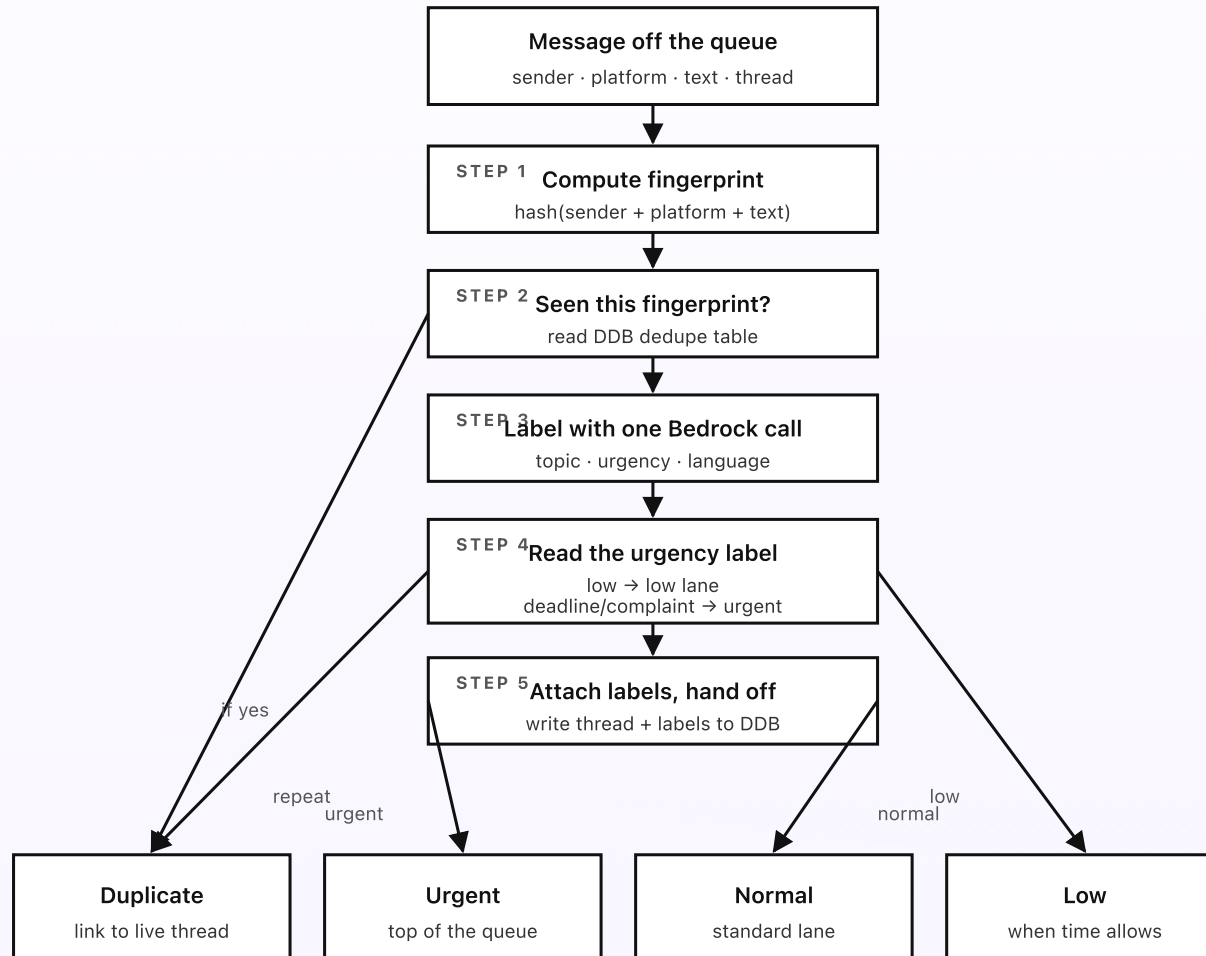 Message off the queue
sender · platform · text · thread
STEP 1
Compute fingerprint
hash(sender + platform + text)
STEP 2
Seen this fingerprint?
read DDB dedupe table
STEP 3
Label with one Bedrock call
topic · urgency · language
STEP 4
Read the urgency label
low → low lane
deadline/complaint → urgent
STEP 5
Attach labels, hand off
write thread + labels to DDB
if yes
repeat
urgent
low
normal
Duplicate
link to live thread
Urgent
top of the queue
Normal
standard lane
Low
when time allows